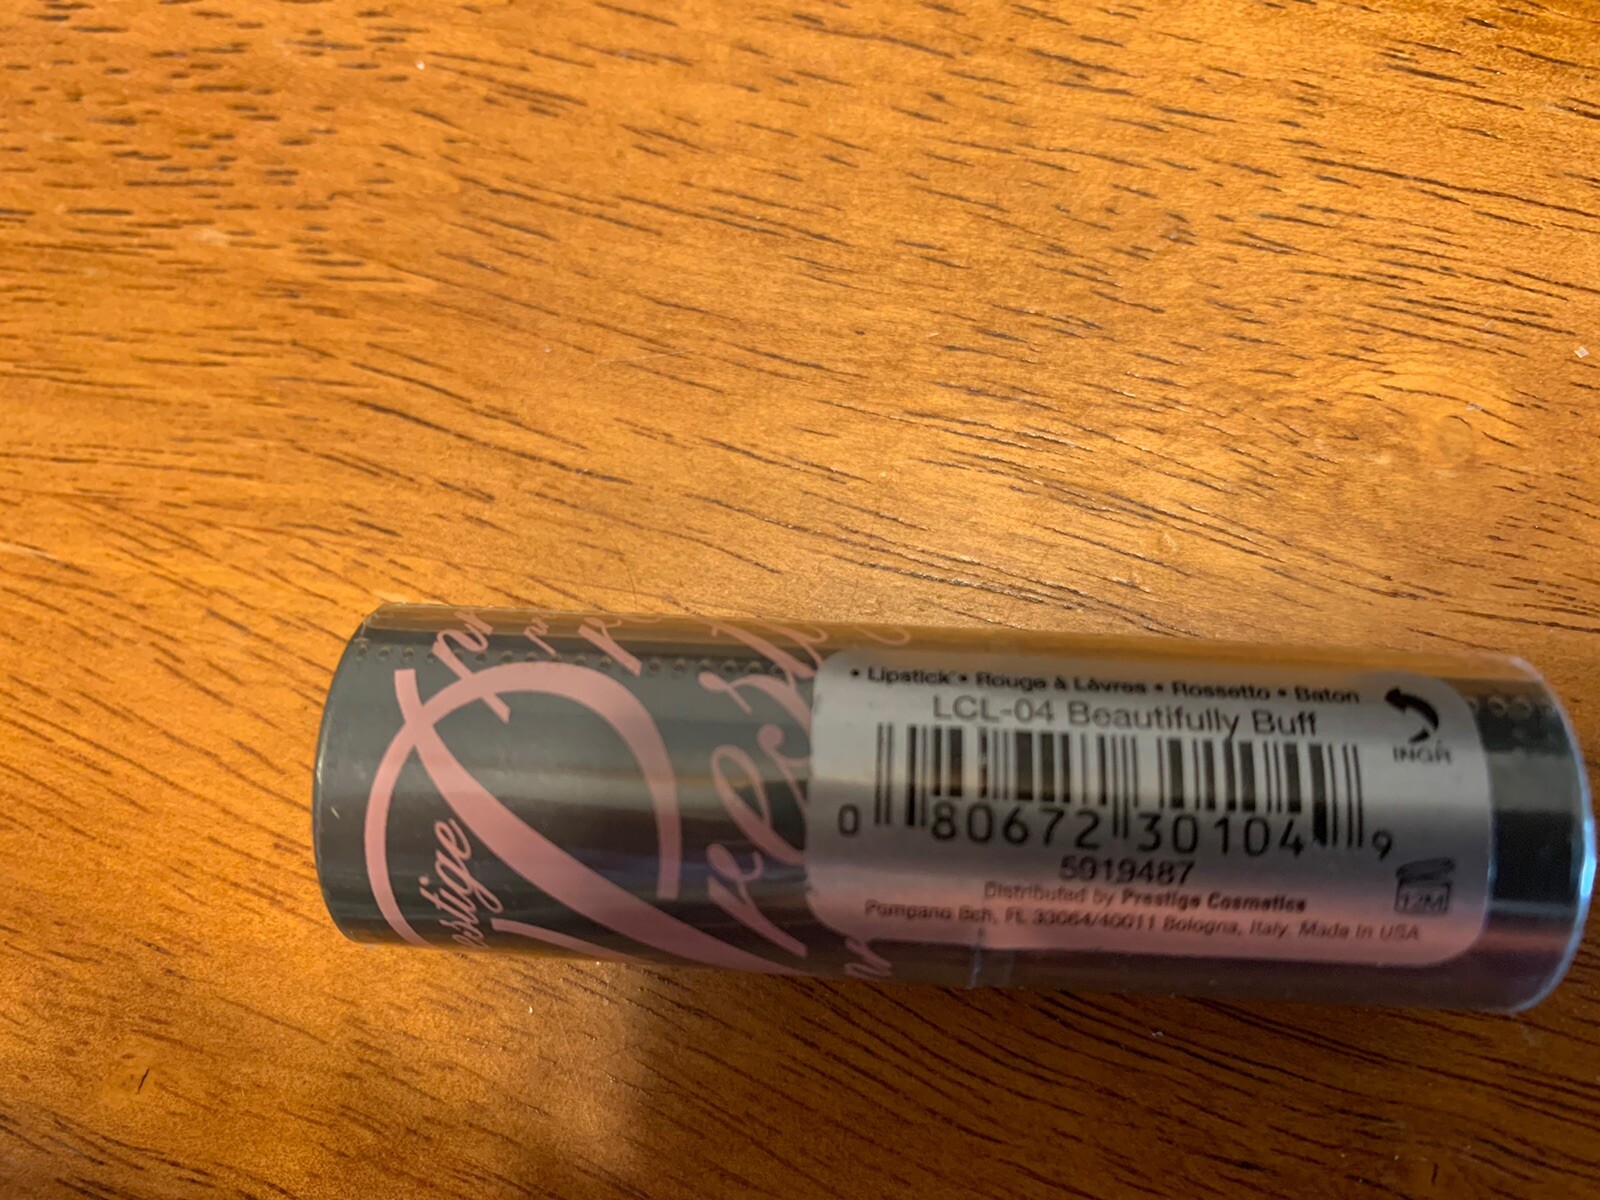 estige
• Lipstick • Rouge à Lèvres • Rossetto • Baton
LCL-04 Beautifully Buff
INGR
0 80672 30104 9
5919487
12M
Distributed by Prestige Cosmetics
Pompano Bch, FL 33064/40011 Bologna, Italy. Made in USA